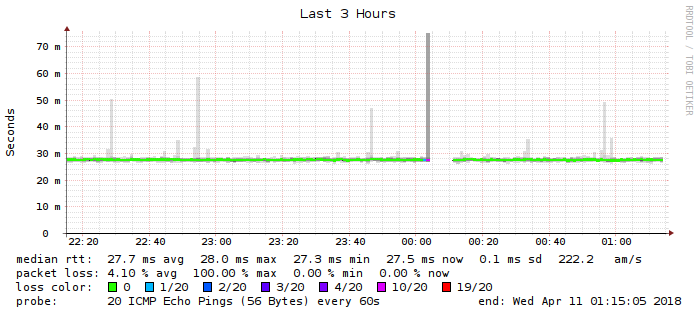 Last 3 Hours
RRDTOOL / TOBI OETIKER
Seconds
70 m
60 m
50 m
40 m
30 m
20 m
10 m
0
22:20 22:40 23:00 23:20 23:40 00:00 00:20 00:40 01:00
median rtt: 27.7 ms avg 28.0 ms max 27.3 ms min 27.5 ms now 0.1 ms sd 222.2 am/s
packet loss: 4.10 % avg 100.00 % max 0.00 % min 0.00 % now
loss color: 0 1/20 2/20 3/20 4/20 10/20 19/20
probe: 20 ICMP Echo Pings (56 Bytes) every 60s end: Wed Apr 11 01:15:05 2018